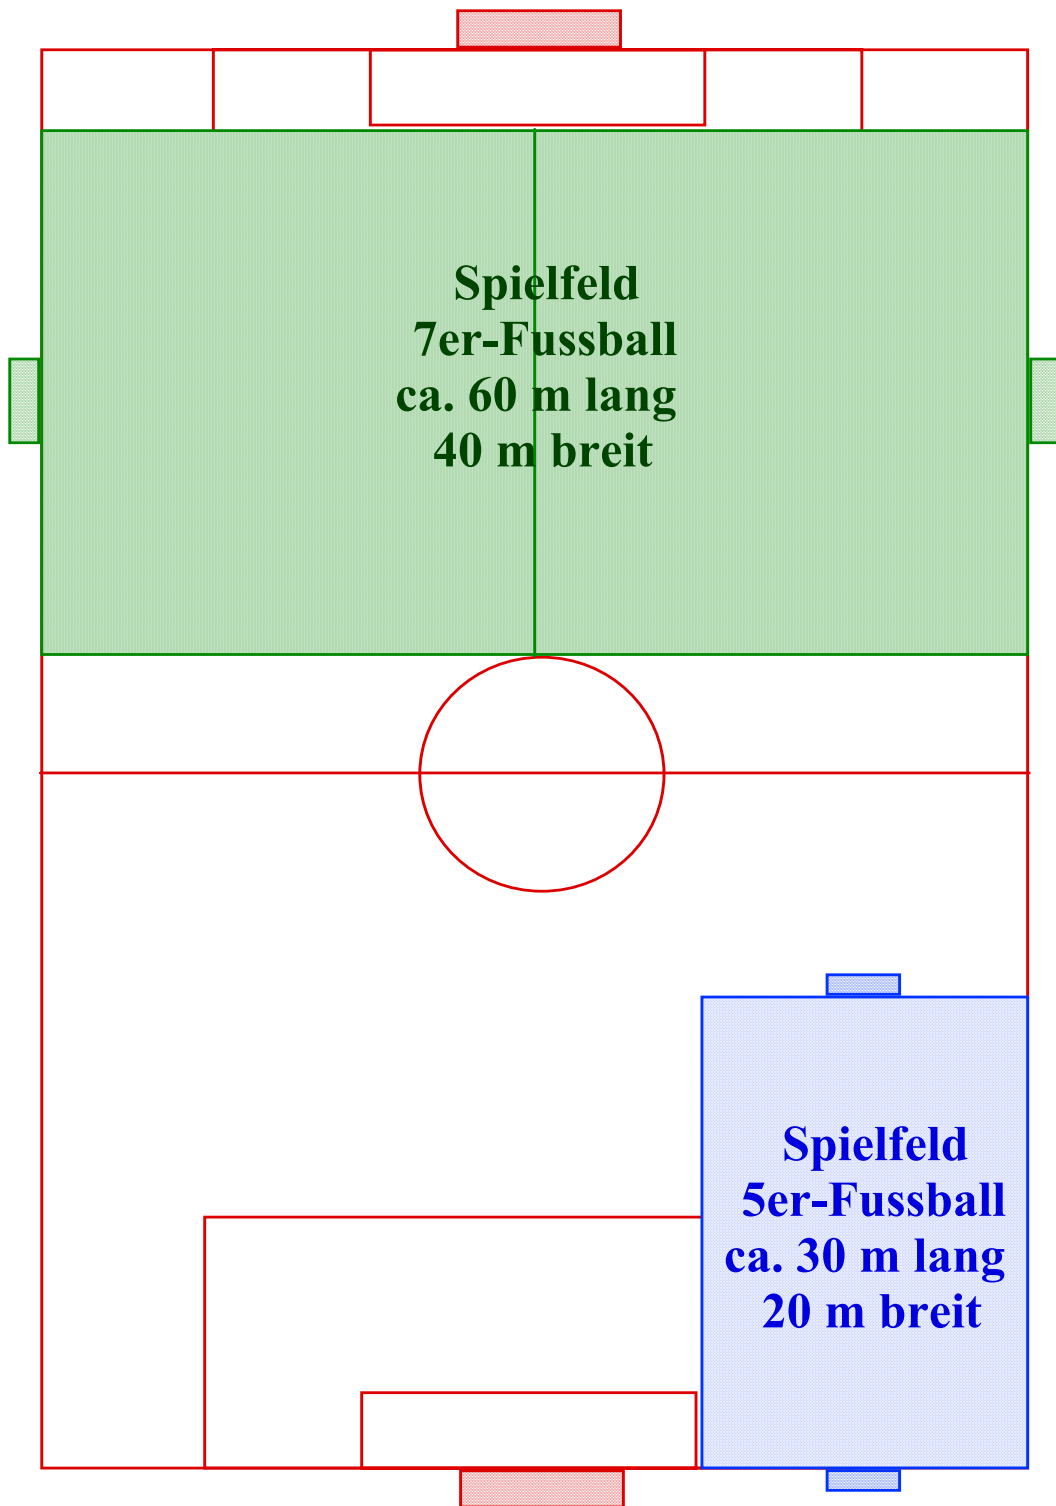 Spielfeld
7er-Fussball
ca. 60 m lang
40 m breit
Spielfeld
5er-Fussball
ca. 30 m lang
20 m breit